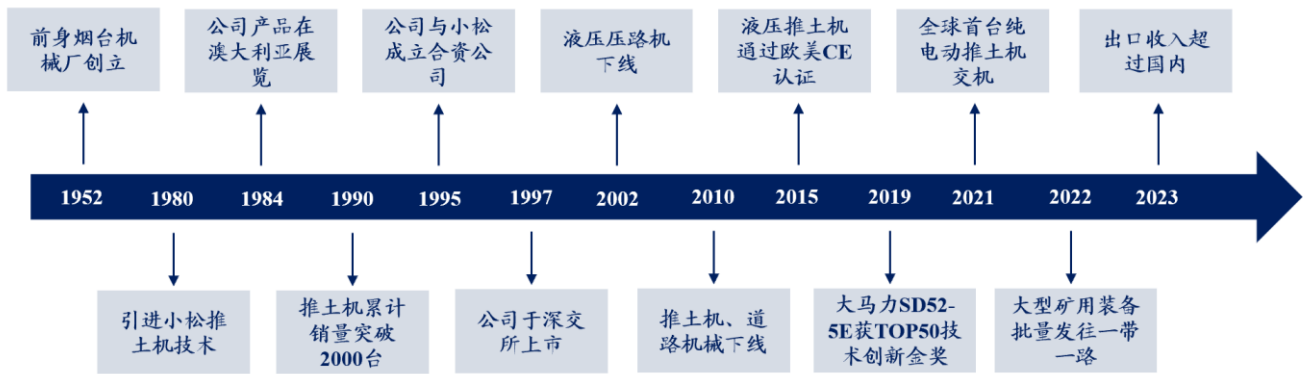 前身烟台机
械厂创立
公司产品在
澳大利亚展
览
公司与小松
成立合资公
司
液压压路机
下线
液压推土机
通过欧美CE
认证
全球首台纯
电动推土机
交机
出口收入超
过国内
1952
1980
1984
1990
1995
1997
2002
2010
2015
2019
2021
2022
2023
引进小松推
土机技术
推土机累计
销量突破
2000台
公司于深交
所上市
推土机、道
路机械下线
大马力SD52-
5E获TOP50技
术创新金奖
大型矿用装备
批量发往一带
一路